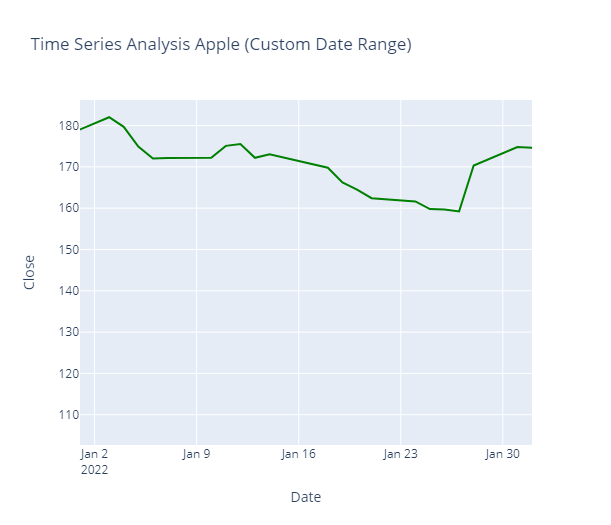 Time Series Analysis Apple (Custom Date Range)
180
170
160
150
140
130
120
110
Close
Jan 2
2022
Jan 9
Jan 16
Jan 23
Jan 30
Date